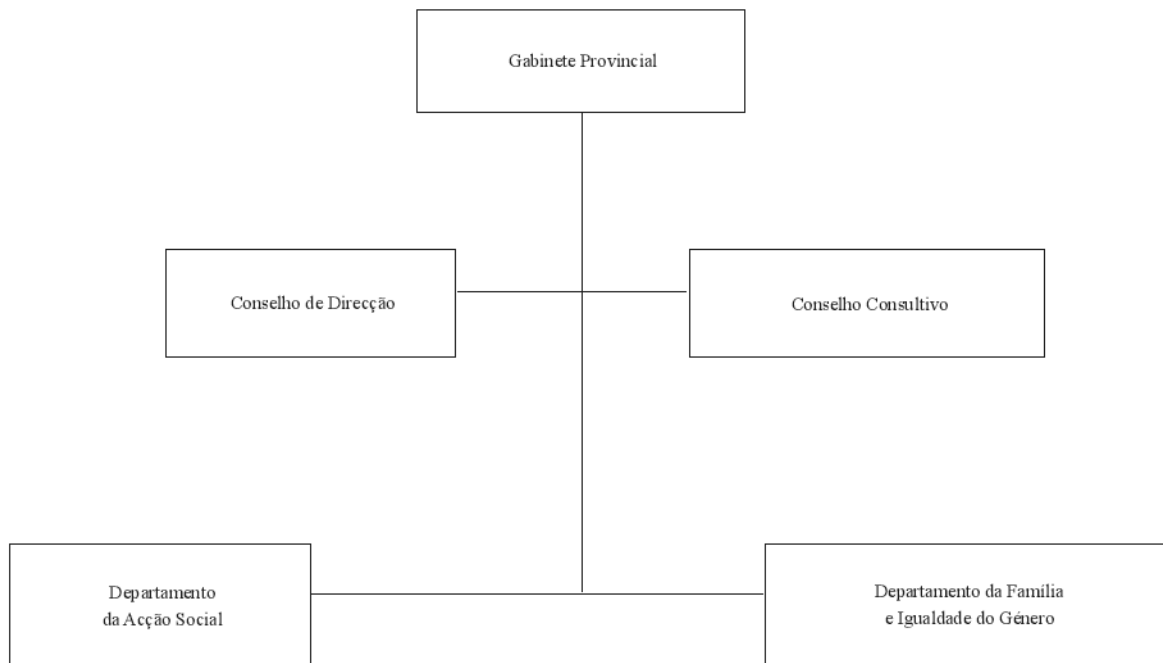 Gabinete Provincial
Conselho de Direcção
Conselho Consultivo
Departamento
da Acção Social
Departamento da Família
e Igualdade do Género